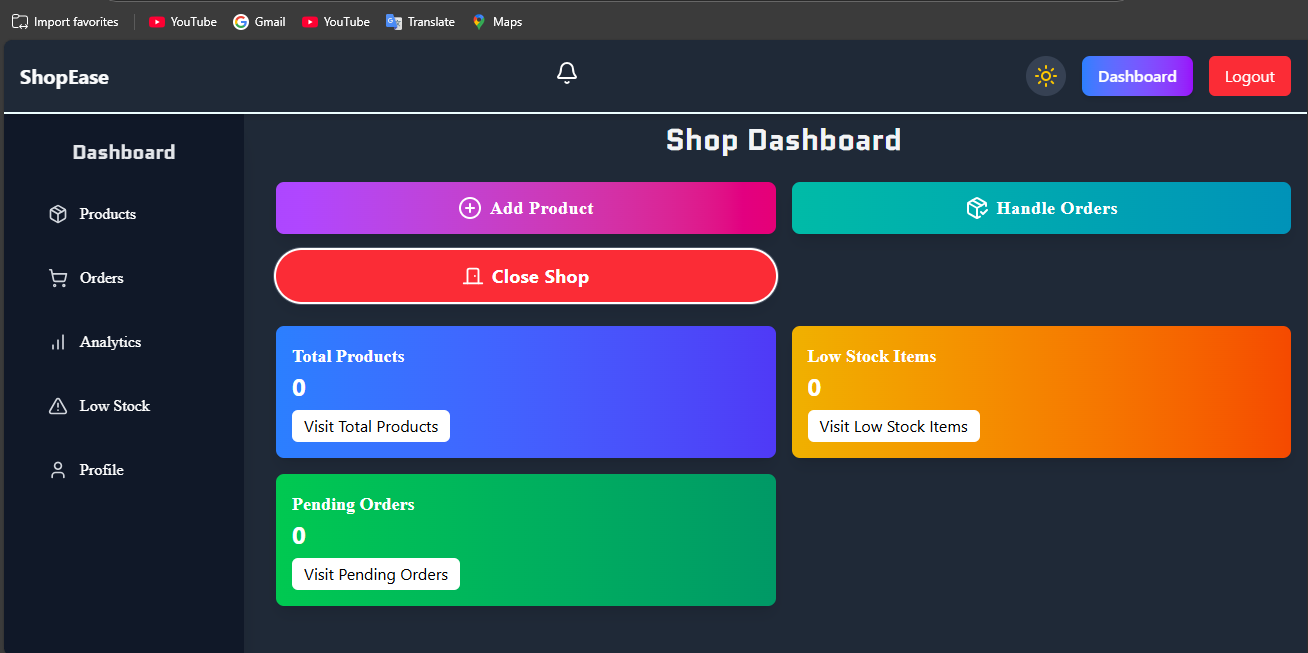 Import favorites YouTube Gmail YouTube Translate Maps
ShopEase Dashboard Logout
Dashboard
Products
Orders
Analytics
Low Stock
Profile
Shop Dashboard
Add Product Handle Orders
Close Shop
Total Products
0
Visit Total Products
Low Stock Items
0
Visit Low Stock Items
Pending Orders
0
Visit Pending Orders